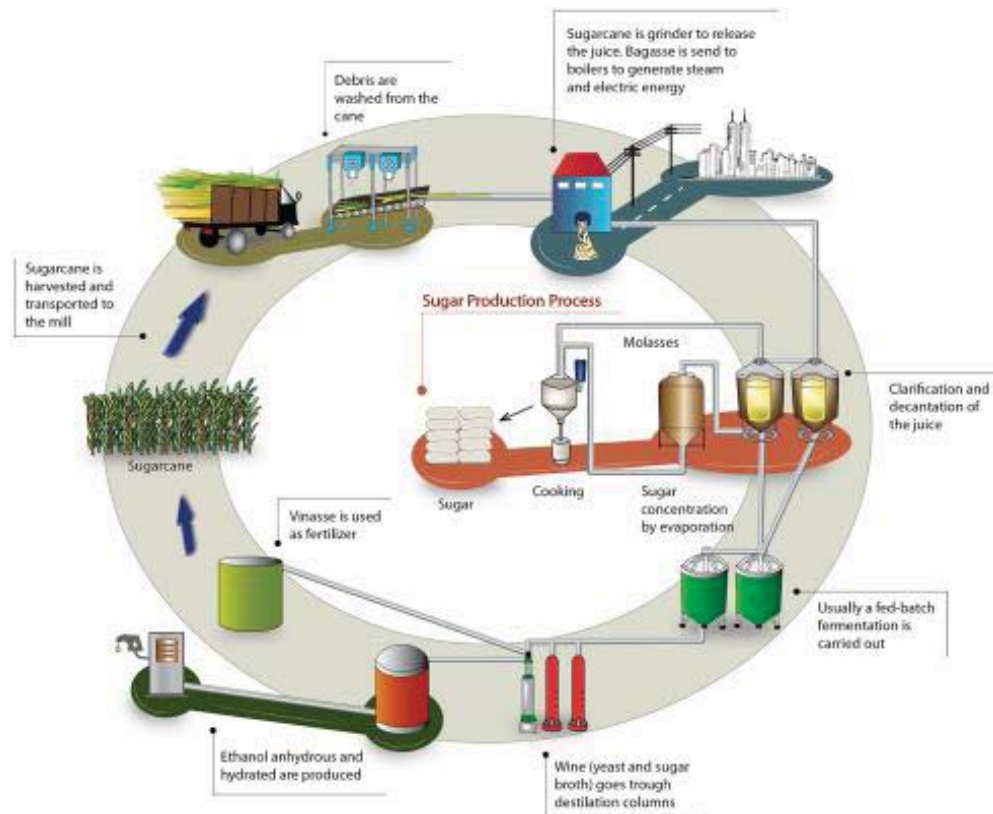 Sugarcane is grinder to release
the juice. Bagasse is send to
boilers to generate steam
and electric energy
Debris are
washed from the
cane
Sugarcane is
harvested and
transported to
the mill
Sugar Production Process
Molasses
Clarification and
decantation of
the juice
Sugarcane
Sugar
Cooking
Sugar
concentration
by evaporation
Vinasse is used
as fertilizer
Usually a fed-batch
fermentation is
carried out
Ethanol anhydrous and
hydrated are produced
Wine (yeast and sugar
broth) goes trough
destilation columns